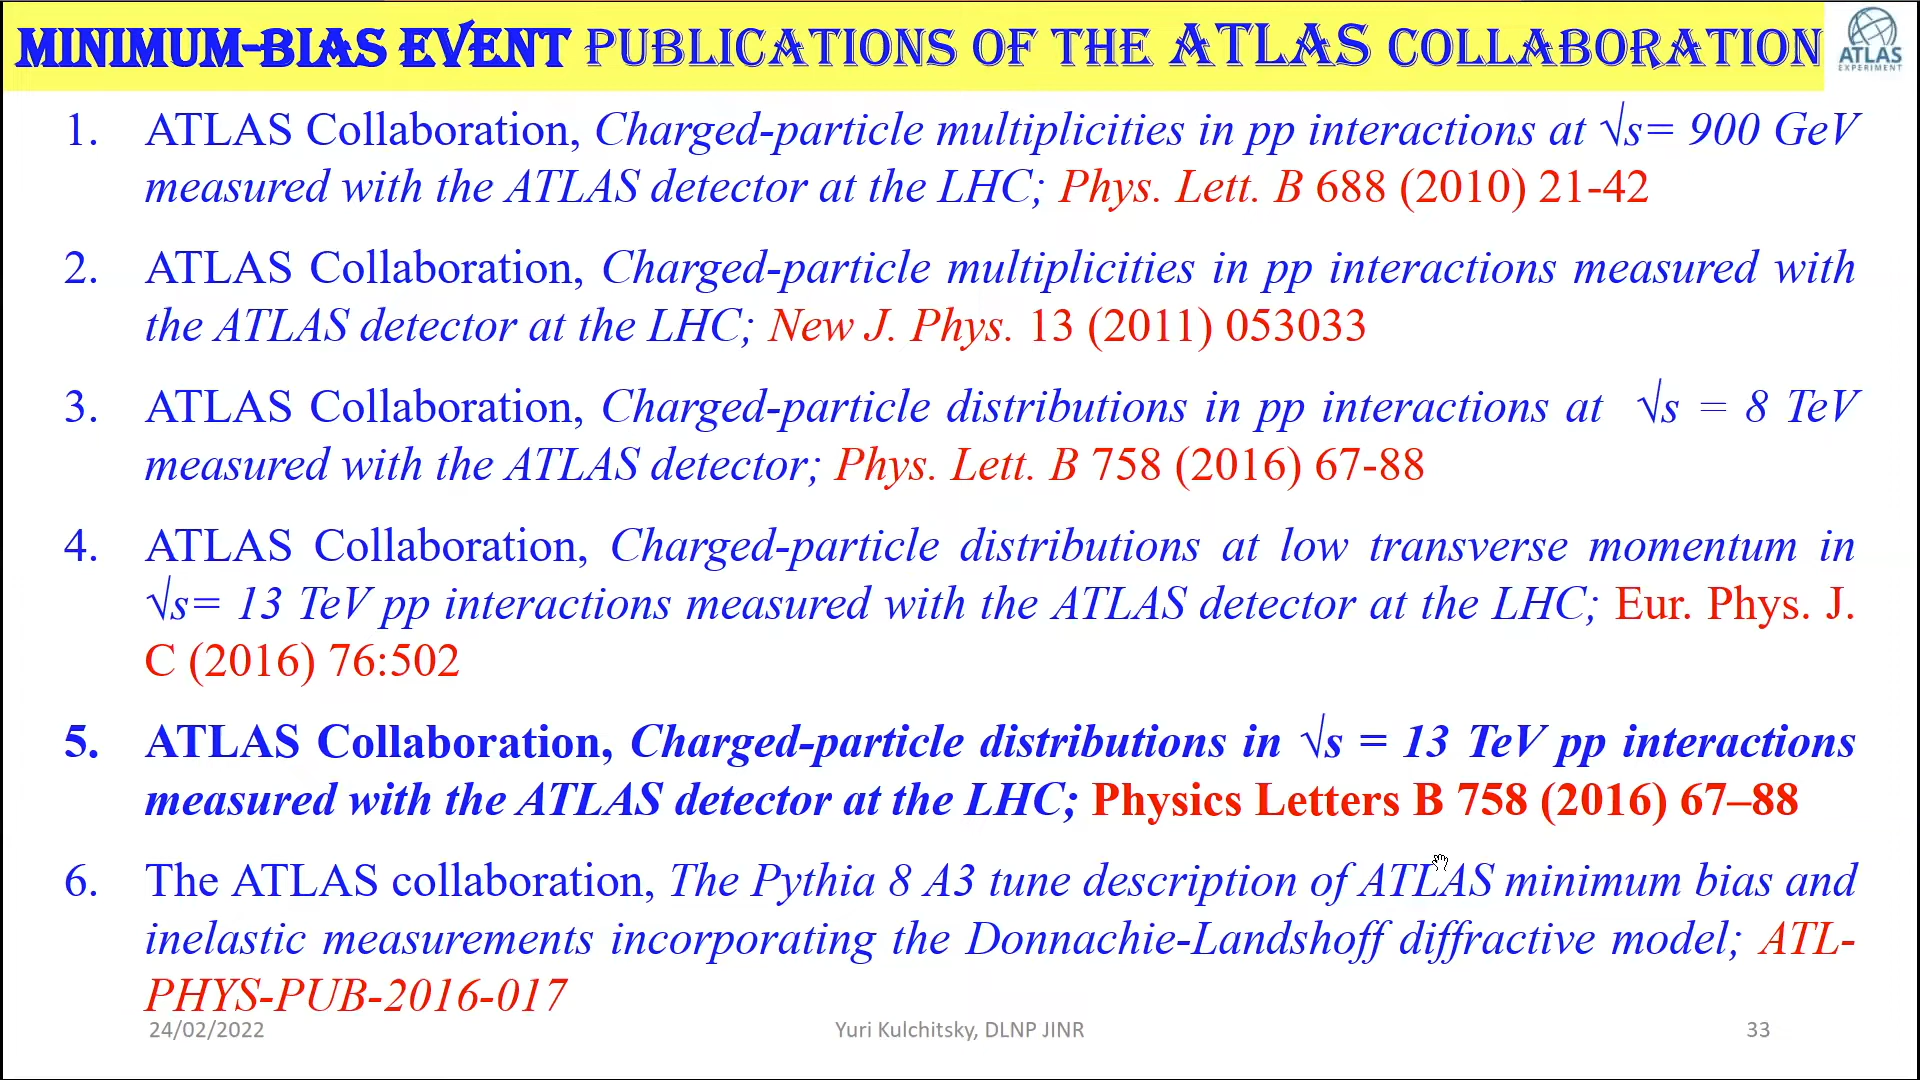 MINIMUM-BIAS EVENT PUBLICATIONS OF THE ATLAS COLLABORATION
ATLAS
EXPERIMENT
1. ATLAS Collaboration, Charged-particle multiplicities in pp interactions at √s= 900 GeV
measured with the ATLAS detector at the LHC; Phys. Lett. B 688 (2010) 21-42
2. ATLAS Collaboration, Charged-particle multiplicities in pp interactions measured with
the ATLAS detector at the LHC; New J. Phys. 13 (2011) 053033
3. ATLAS Collaboration, Charged-particle distributions in pp interactions at √s = 8 TeV
measured with the ATLAS detector; Phys. Lett. B 758 (2016) 67-88
4. ATLAS Collaboration, Charged-particle distributions at low transverse momentum in
√s= 13 TeV pp interactions measured with the ATLAS detector at the LHC; Eur. Phys. J.
C (2016) 76:502
5. ATLAS Collaboration, Charged-particle distributions in √s = 13 TeV pp interactions
measured with the ATLAS detector at the LHC; Physics Letters B 758 (2016) 67–88
6. The ATLAS collaboration, The Pythia 8 A3 tune description of ATLAS minimum bias and
inelastic measurements incorporating the Donnachie-Landshoff diffractive model; ATL-
PHYS-PUB-2016-017
24/02/2022
Yuri Kulchitsky, DLNP JINR
33